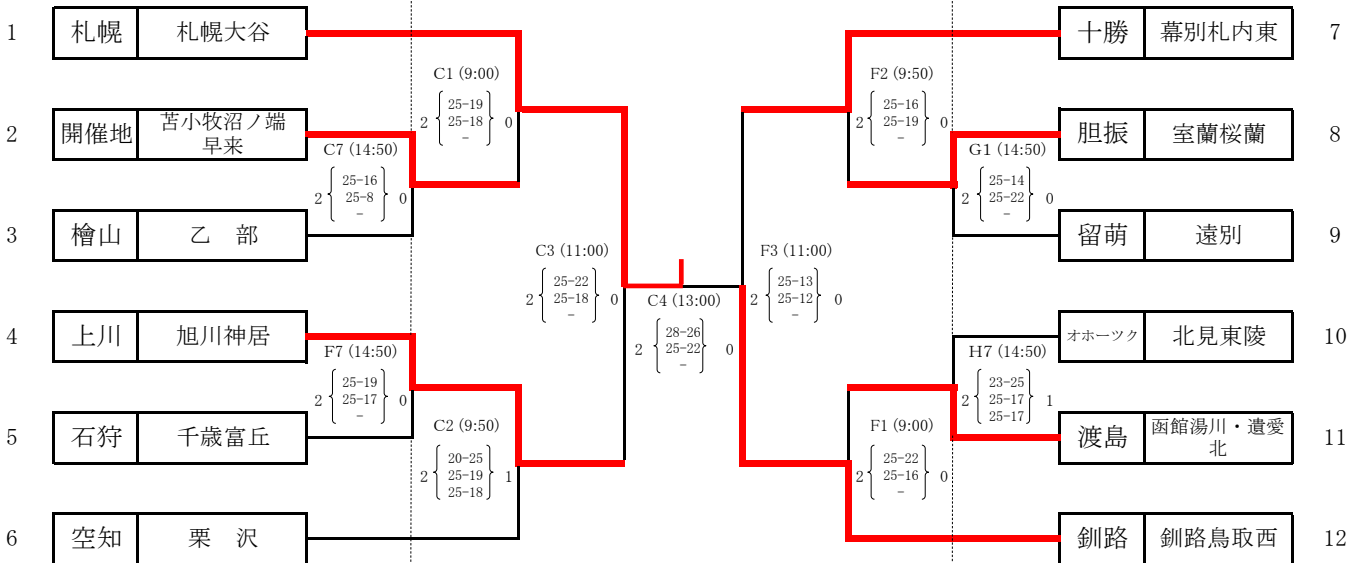 1 札幌 札幌大谷
2 開催地 苫小牧沼ノ端
早来
3 檜山 乙 部
4 上川 旭川神居
5 石狩 千歳富丘
6 空知 栗 沢
C1 (9:00)
2 25-19 0
25-18
-
C7 (14:50)
2 25-16 0
25-8
-
C3 (11:00)
2 25-22 0
25-18
-
F7 (14:50)
2 25-19 0
25-17
-
C2 (9:50)
2 20-25 1
25-19
25-18
C4 (13:00)
2 28-26 0
25-22
-
F2 (9:50)
2 25-16 0
25-19
-
G1 (14:50)
2 25-14 0
25-22
-
F3 (11:00)
2 25-13 0
25-12
-
H7 (14:50)
2 23-25 1
25-17
25-17
F1 (9:00)
2 25-22 0
25-16
-
十勝 幕別札内東 7
胆振 室蘭桜蘭 8
留萌 遠別 9
オホーツク 北見東陵 10
渡島 函館湯川・遺愛
北 11
釧路 釧路鳥取西 12